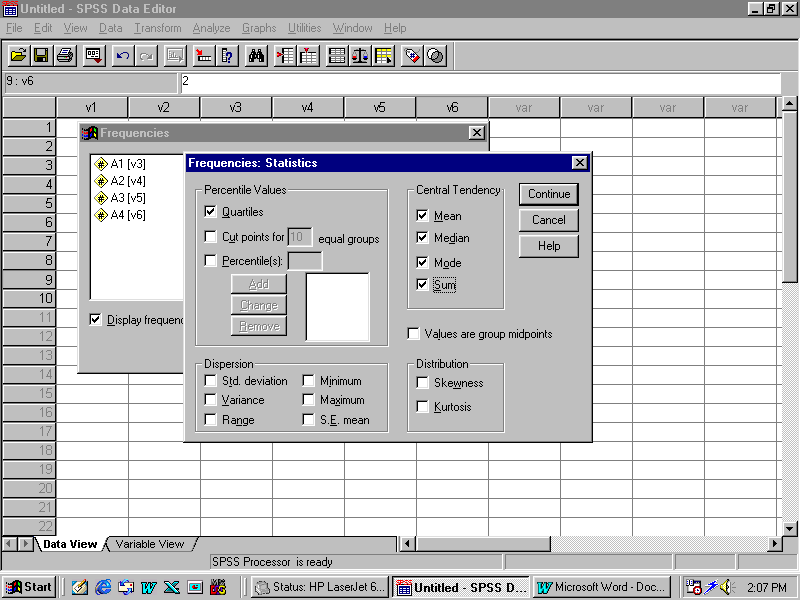 Untitled - SPSS Data Editor
File Edit View Data Transform Analyze Graphs Utilities Window Help
9 : v6 2
v1 v2 v3 v4 v5 v6 var var var var
1
2
3
4
5
6
7
8
9
10
11
12
13
14
15
16
17
18
19
20
21
22
Frequencies
A1 [v3]
A2 [v4]
A3 [v5]
A4 [v6]
Display frequenc
Frequencies: Statistics
Percentile Values
Quartiles
Cut points for 10 equal groups
Percentile(s):
Add
Change
Remove
Central Tendency
Mean
Median
Mode
Sum
Continue
Cancel
Help
Values are group midpoints
Dispersion
Std. deviation Minimum
Variance Maximum
Range S.E. mean
Distribution
Skewness
Kurtosis
Data View Variable View
SPSS Processor is ready
Start Status: HP LaserJet 6... Untitled - SPSS D... Microsoft Word - Doc... 2:07 PM